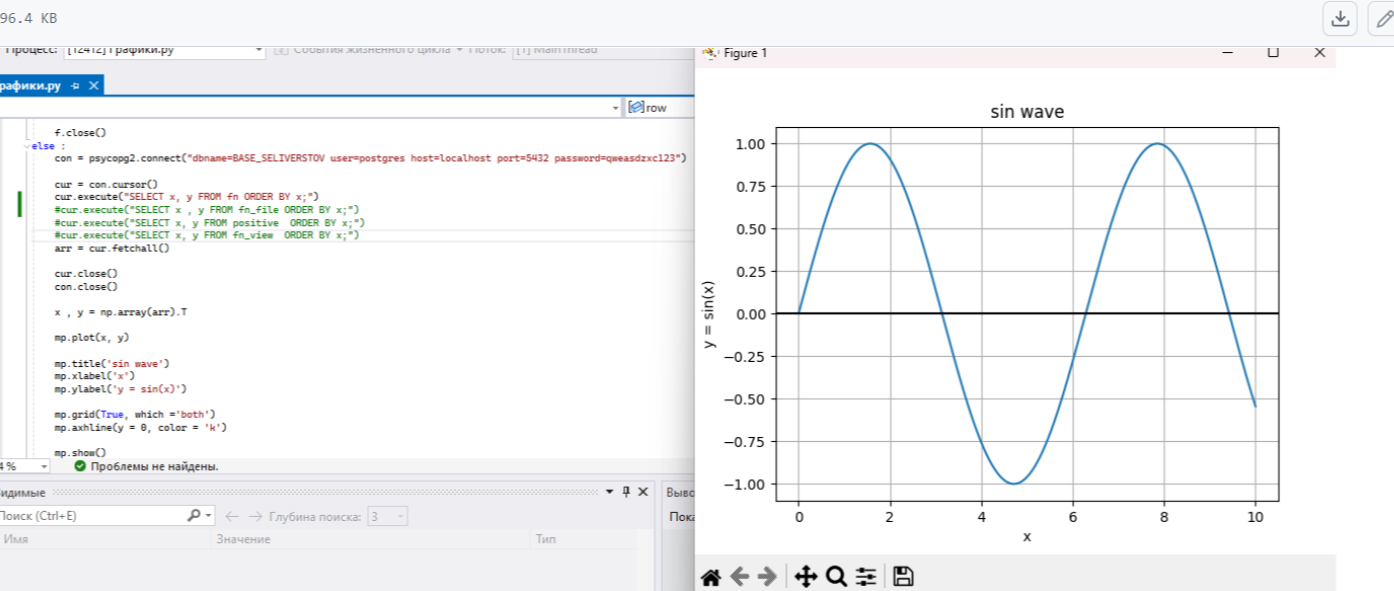 96.4 KB
Процесс: [12412] Графики.py
События жизненного цикла
Поток: [1] MainThread
рафики.py
row
f.close()
else :
con = psycopg2.connect("dbname=BASE_SELIVERSTOV user=postgres host=localhost port=5432 password=qweasdzxc123")
cur = con.cursor()
cur.execute("SELECT x, y FROM fn ORDER BY x;")
#cur.execute("SELECT x , y FROM fn_file ORDER BY x;")
#cur.execute("SELECT x, y FROM positive  ORDER BY x;")
#cur.execute("SELECT x, y FROM fn_view  ORDER BY x;")
arr = cur.fetchall()
cur.close()
con.close()
x , y = np.array(arr).T
mp.plot(x, y)
mp.title('sin wave')
mp.xlabel('x')
mp.ylabel('y = sin(x)')
mp.grid(True, which ='both')
mp.axhline(y = 0, color = 'k')
mp.show()
4 %
Проблемы не найдены.
идимые
Поиск (Ctrl+E)
Глубина поиска: 3
Имя
Значение
Тип
Выво
Пока
Figure 1
sin wave
1.00
0.75
0.50
0.25
0.00
−0.25
−0.50
−0.75
−1.00
y = sin(x)
0 2 4 6 8 10
x